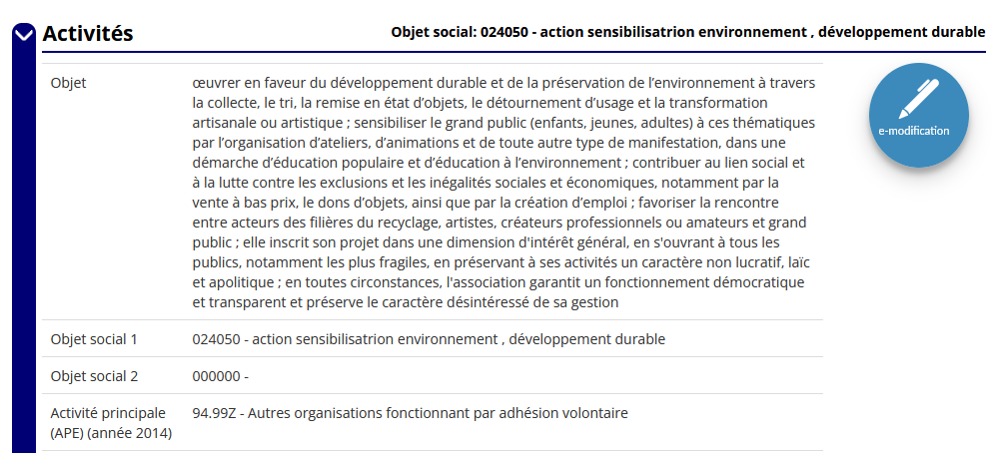 Activités
Objet social: 024050 - action sensibilisatrion environnement , développement durable
Objet
œuvrer en faveur du développement durable et de la préservation de l’environnement à travers
la collecte, le tri, la remise en état d’objets, le détournement d’usage et la transformation
artisanale ou artistique ; sensibiliser le grand public (enfants, jeunes, adultes) à ces thématiques
par l’organisation d’ateliers, d’animations et de toute autre type de manifestation, dans une
démarche d’éducation populaire et d’éducation à l’environnement ; contribuer au lien social et
à la lutte contre les exclusions et les inégalités sociales et économiques, notamment par la
vente à bas prix, le dons d’objets, ainsi que par la création d’emploi ; favoriser la rencontre
entre acteurs des filières du recyclage, artistes, créateurs professionnels ou amateurs et grand
public ; elle inscrit son projet dans une dimension d'intérêt général, en s'ouvrant à tous les
publics, notamment les plus fragiles, en préservant à ses activités un caractère non lucratif, laïc
et apolitique ; en toutes circonstances, l'association garantit un fonctionnement démocratique
et transparent et préserve le caractère désintéressé de sa gestion
e-modification
Objet social 1
024050 - action sensibilisatrion environnement , développement durable
Objet social 2
000000 -
Activité principale
(APE) (année 2014)
94.99Z - Autres organisations fonctionnant par adhésion volontaire